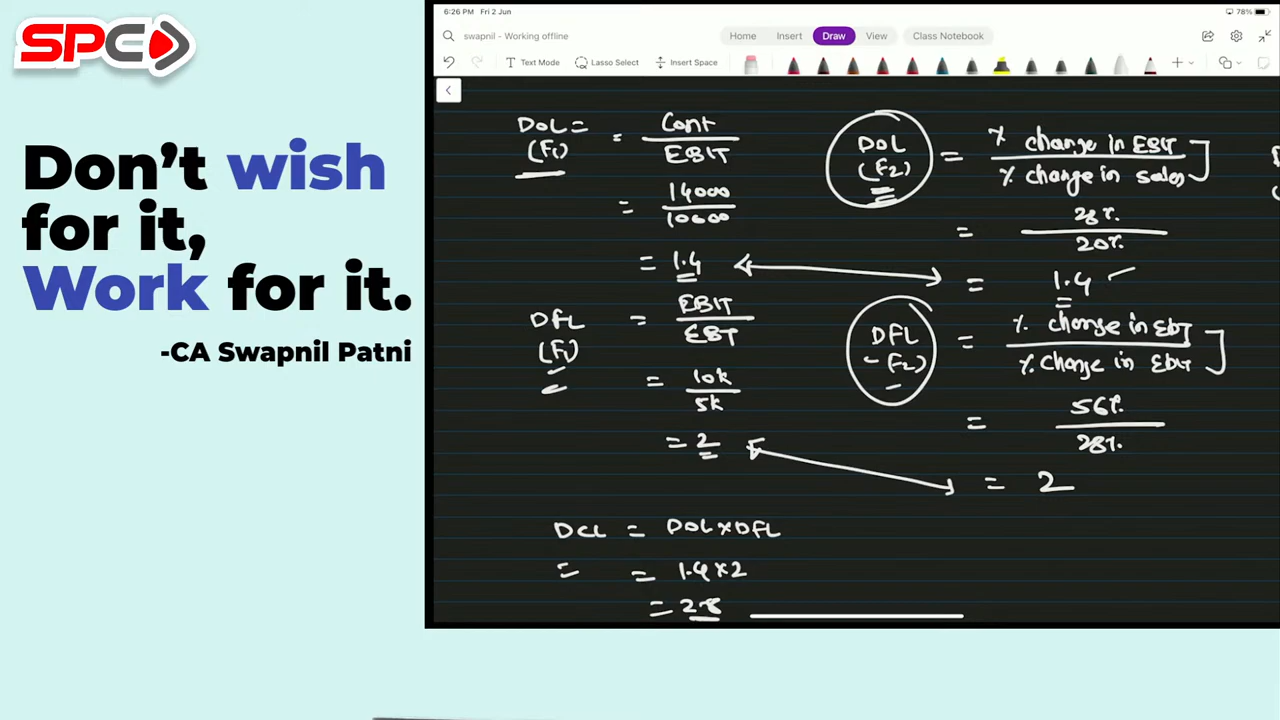 SPC
Don't wish
for it,
Work for it.
-CA Swapnil Patni
6:26 PM Fri 2 Jun
78%
swapnil - Working offline
Home Insert Draw View Class Notebook
Text Mode Lasso Select Insert Space
DOL = = Cont
(F1) EBIT
= 14000
10000
= 1.4
DFL = EBIT
(F1) EBT
= 10k
5k
= 2
DCL = DOL×DFL
= = 1.4×2
= 2.8
DOL = % change in EBIT
(F2) % change in sales
= 28%
20%
= 1.4
DFL = % change in EbT
-(F2) % change in EbIT
= 56%
28%
= 2